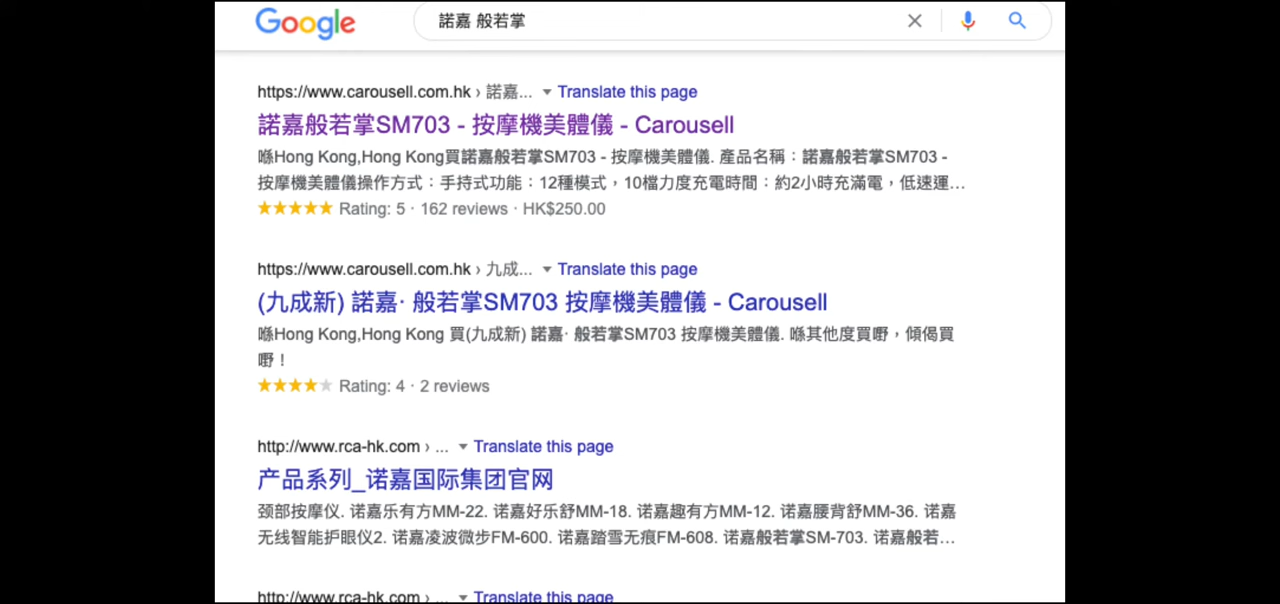 Google
諾嘉 般若掌
https://www.carousell.com.hk › 諾嘉... Translate this page
諾嘉般若掌SM703 - 按摩機美體儀 - Carousell
喺Hong Kong,Hong Kong買諾嘉般若掌SM703 - 按摩機美體儀. 產品名稱：諾嘉般若掌SM703 -
按摩機美體儀操作方式：手持式功能：12種模式，10檔力度充電時間：約2小時充滿電，低速運...
Rating: 5 · 162 reviews · HK$250.00
https://www.carousell.com.hk › 九成... Translate this page
(九成新) 諾嘉· 般若掌SM703 按摩機美體儀 - Carousell
喺Hong Kong,Hong Kong 買(九成新) 諾嘉· 般若掌SM703 按摩機美體儀. 喺其他度買嘢，傾偈買
嘢！
Rating: 4 · 2 reviews
http://www.rca-hk.com › ... Translate this page
产品系列_诺嘉国际集团官网
颈部按摩仪. 诺嘉乐有方MM-22. 诺嘉好乐舒MM-18. 诺嘉趣有方MM-12. 诺嘉腰背舒MM-36. 诺嘉
无线智能护眼仪2. 诺嘉凌波微步FM-600. 诺嘉踏雪无痕FM-608. 诺嘉般若掌SM-703. 诺嘉般若...
http://www.rca-hk.com › ... Translate this page